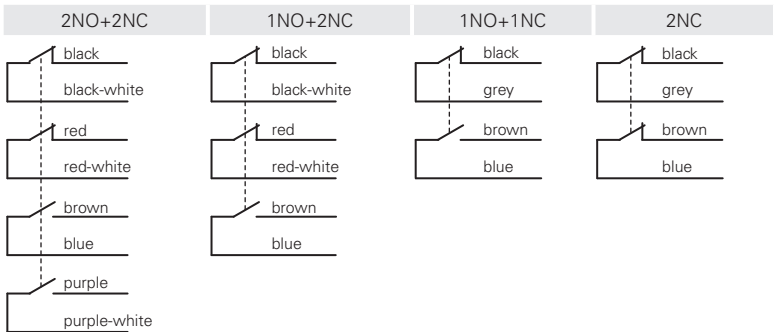 2NO+2NC
black
black-white
red
red-white
brown
blue
purple
purple-white
1NO+2NC
black
black-white
red
red-white
brown
blue
1NO+1NC
black
grey
brown
blue
2NC
black
grey
brown
blue